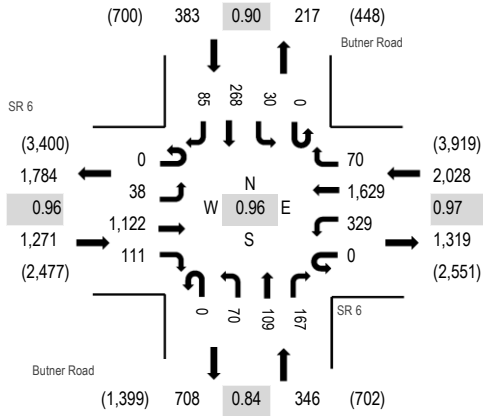 (700) 383 0.90 217 (448)
Butner Road
SR 6
85 268 30 0
(3,400)
1,784
0.96
1,271
(2,477)
0
38
1,122
111
N
W 0.96 E
S
70
1,629
329
0
(3,919)
2,028
0.97
1,319
(2,551)
0 70 109 167
SR 6
Butner Road
(1,399) 708 0.84 346 (702)